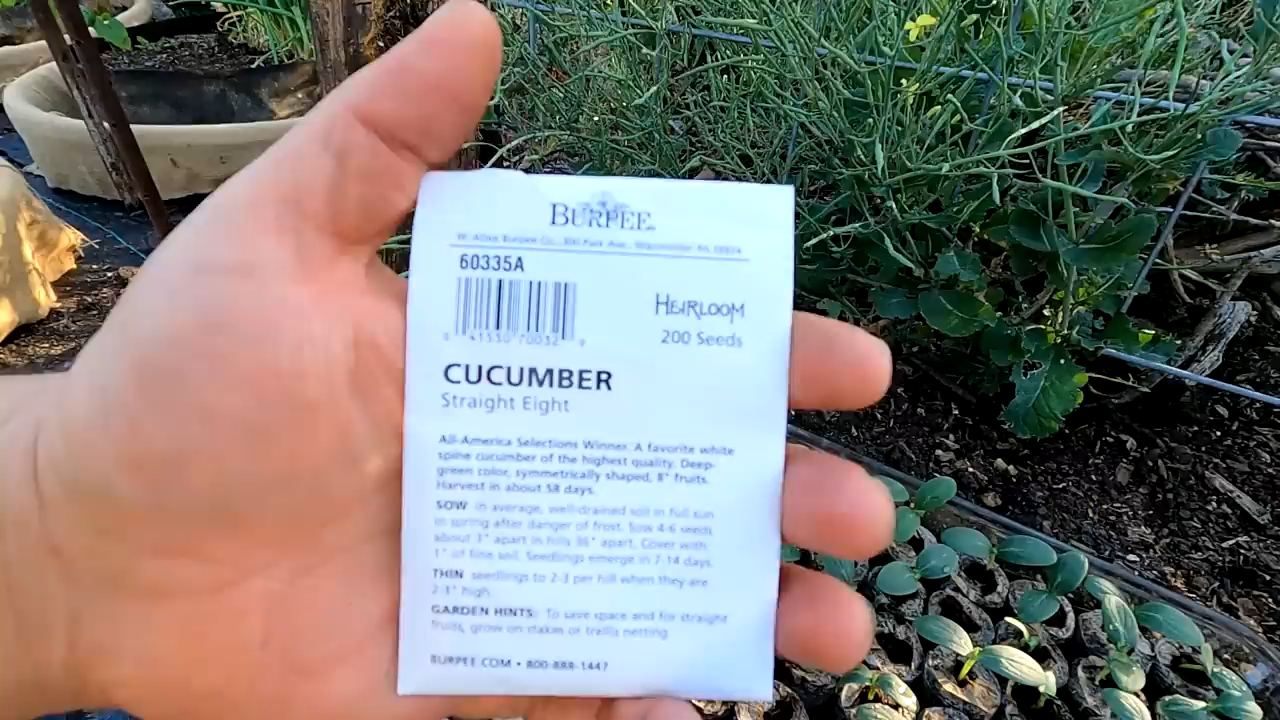 BURPEE
W. Atlee Burpee Co., 300 Park Ave., Warminster PA 18974
60335A
HEIRLOOM
41550 70032 9
200 Seeds
CUCUMBER
Straight Eight
All-America Selections Winner. A favorite white
spine cucumber of the highest quality. Deep-
green color, symmetrically shaped, 8" fruits.
Harvest in about 58 days.
SOW in average, well-drained soil in full sun
in spring after danger of frost. Sow 4-6 seeds
about 3" apart in hills 36" apart. Cover with
1" of fine soil. Seedlings emerge in 7-14 days.
THIN seedlings to 2-3 per hill when they are
2-3" high.
GARDEN HINTS: To save space and for straight
fruits, grow on stakes or trellis netting
BURPEE.COM • 800-888-1447